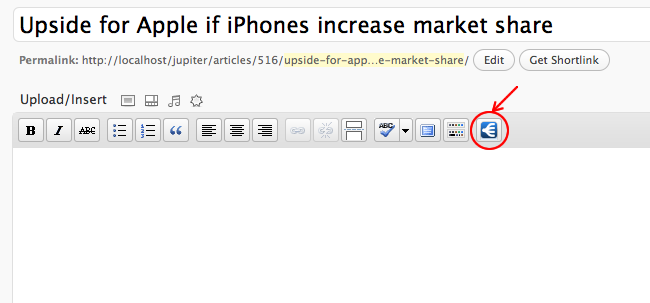 Upside for Apple if iPhones increase market share
Permalink: http://localhost/jupiter/articles/516/upside-for-app...e-market-share/ Edit Get Shortlink
Upload/Insert
B I ABC ABC